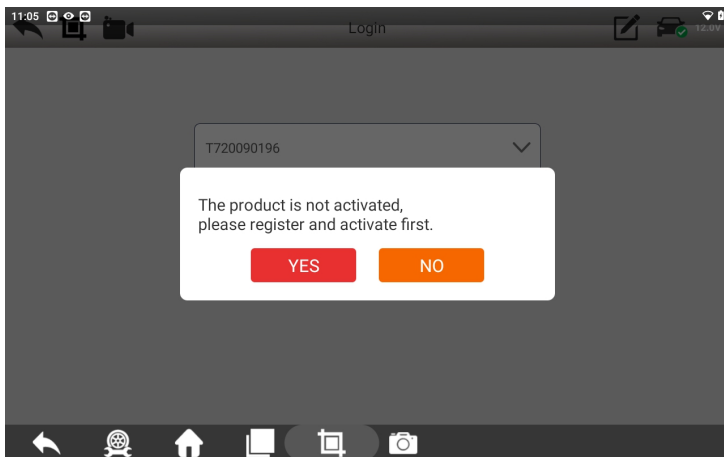 11:05
Login
12.0V
T720090196
The product is not activated,
please register and activate first.
YES
NO